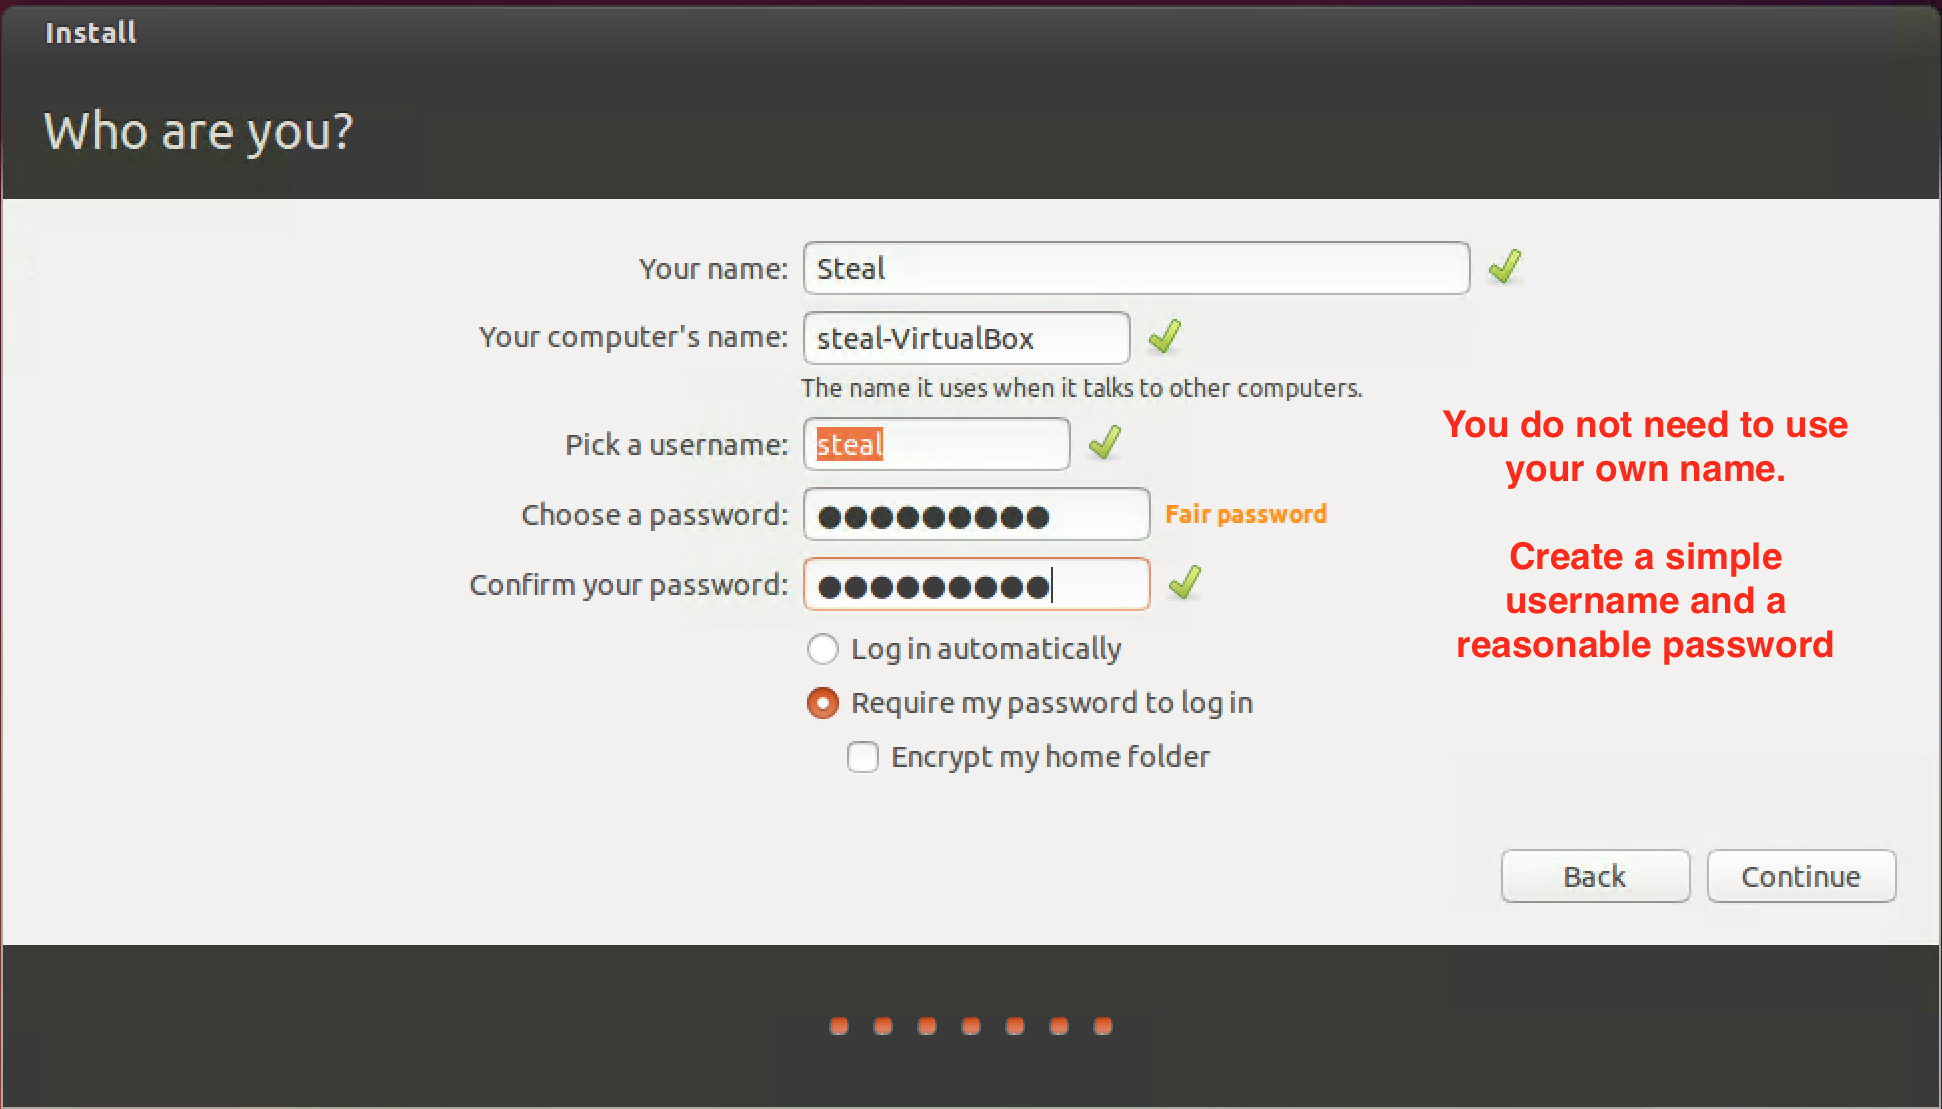 Install
Who are you?
Your name: Steal
Your computer's name: steal-VirtualBox
The name it uses when it talks to other computers.
Pick a username: steal
Choose a password: ●●●●●●●●● Fair password
Confirm your password: ●●●●●●●●●
Log in automatically
Require my password to log in
Encrypt my home folder
You do not need to use
your own name.
Create a simple
username and a
reasonable password
Back Continue